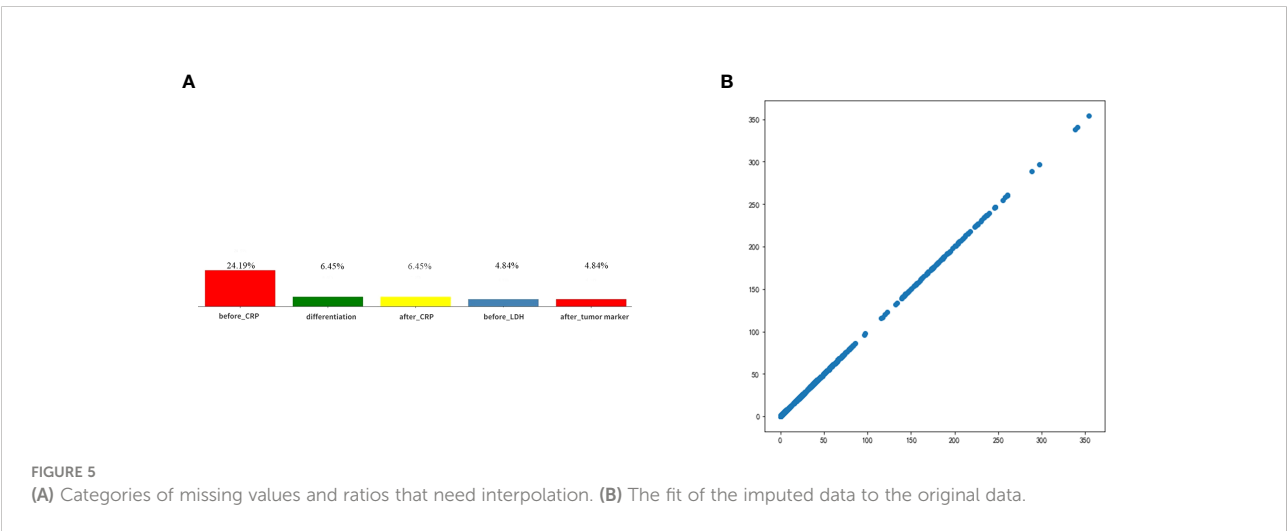 A
B
24.19%
6.45%
6.45%
4.84%
4.84%
before_CRP
differentiation
after_CRP
before_LDH
after_tumor marker
350
300
250
200
150
100
50
0
0
50
100
150
200
250
300
350
FIGURE 5
(A) Categories of missing values and ratios that need interpolation. (B) The fit of the imputed data to the original data.